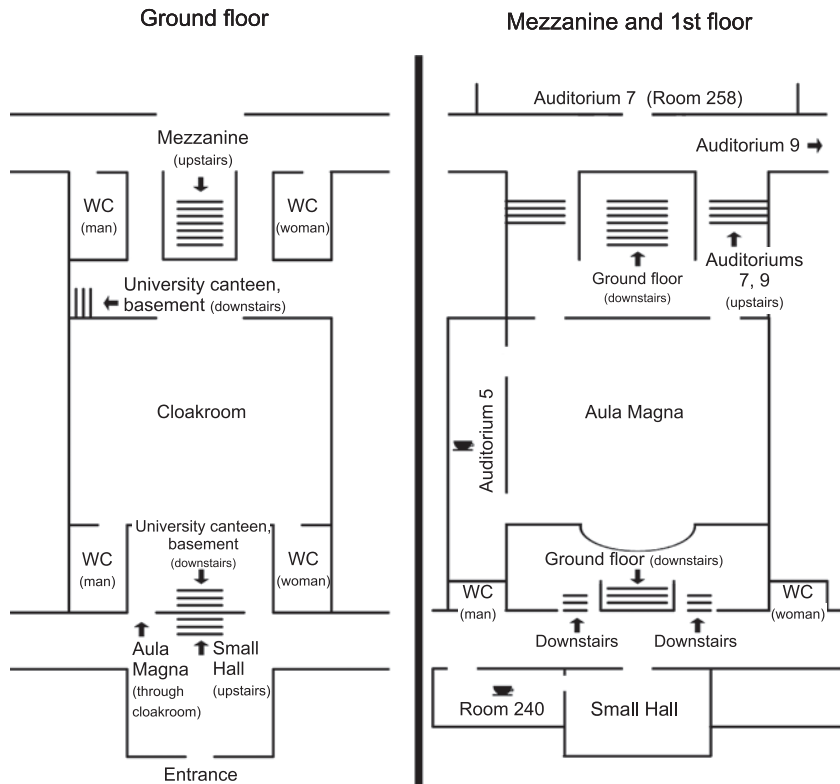 Ground floor
Mezzanine
(upstairs)
WC
(man)
WC
(woman)
University canteen,
basement (downstairs)
Cloakroom
University canteen,
basement
(downstairs)
WC
(man)
WC
(woman)
Aula
Magna
(through
cloakroom)
Small
Hall
(upstairs)
Entrance
Mezzanine and 1st floor
Auditorium 7 (Room 258)
Auditorium 9
Ground floor
(downstairs)
Auditoriums
7, 9
(upstairs)
Auditorium 5
Aula Magna
Ground floor (downstairs)
WC
(man)
WC
(woman)
Downstairs
Downstairs
Room 240
Small Hall